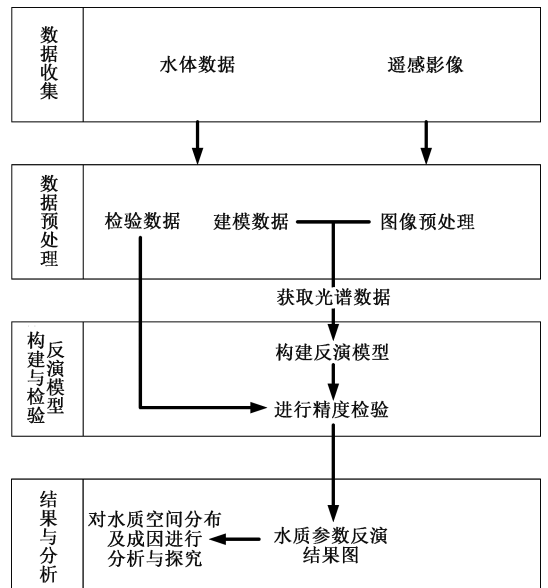 数据收集
水体数据
遥感影像
数据预处理
检验数据
建模数据
图像预处理
获取光谱数据
反演模型
构建与检验
构建反演模型
进行精度检验
结果与分析
对水质空间分布
及成因进行
分析与探究
水质参数反演
结果图